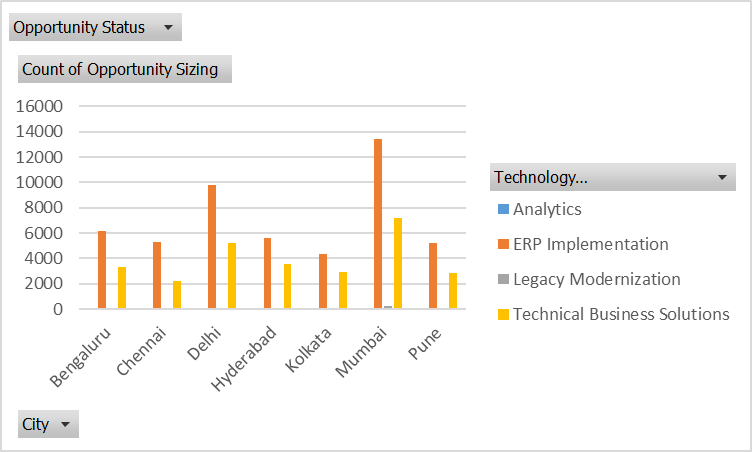 Opportunity Status
Count of Opportunity Sizing
16000
14000
12000
10000
8000
6000
4000
2000
0
Bengaluru
Chennai
Delhi
Hyderabad
Kolkata
Mumbai
Pune
Technology...
Analytics
ERP Implementation
Legacy Modernization
Technical Business Solutions
City